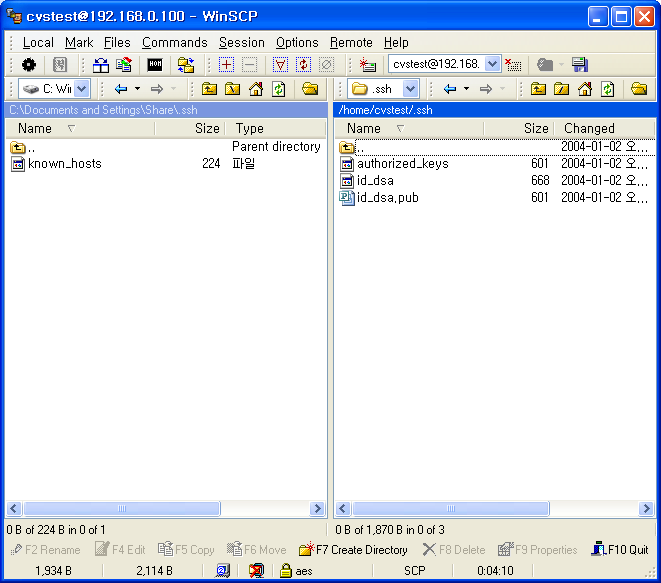 cvstest@192.168.0.100 - WinSCP
Local Mark Files Commands Session Options Remote Help
cvstest@192.168.
C: Wi .ssh
C:\Documents and Settings\Share\.ssh /home/cvstest/.ssh
Name Size Type Name Size Changed
.. Parent directory .. 2004-01-02 오...
known_hosts 224 파일 authorized_keys 601 2004-01-02 오...
id_dsa 668 2004-01-02 오...
id_dsa.pub 601 2004-01-02 오...
0 B of 224 B in 0 of 1 0 B of 1,870 B in 0 of 3
F2 Rename F4 Edit F5 Copy F6 Move F7 Create Directory F8 Delete F9 Properties F10 Quit
1,934 B 2,114 B aes SCP 0:04:10